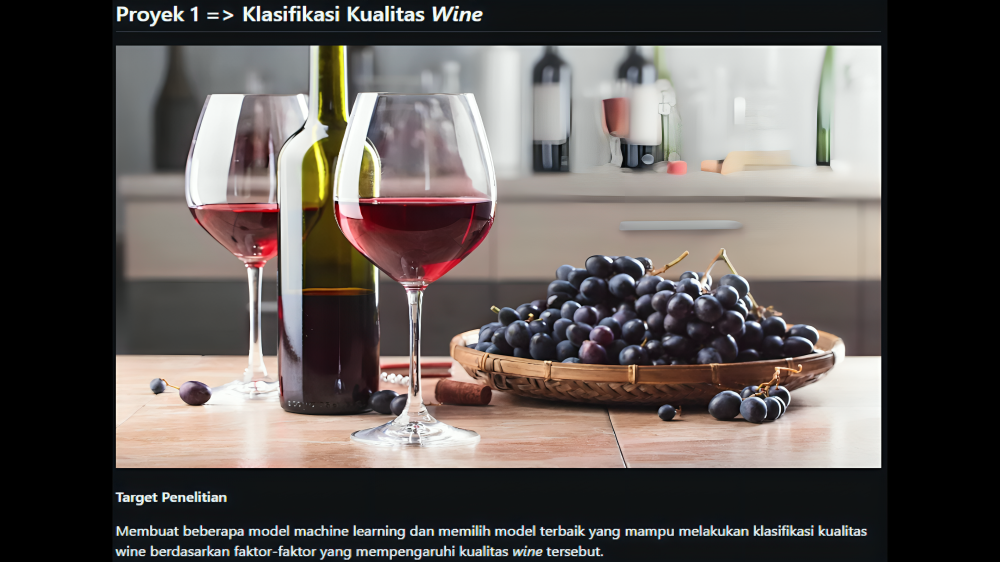 Proyek 1 => Klasifikasi Kualitas Wine
Target Penelitian
Membuat beberapa model machine learning dan memilih model terbaik yang mampu melakukan klasifikasi kualitas
wine berdasarkan faktor-faktor yang mempengaruhi kualitas wine tersebut.